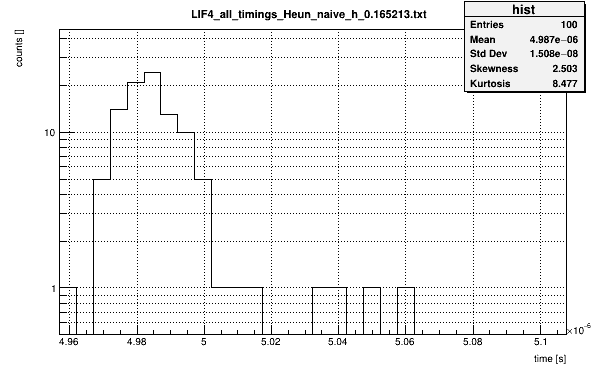 LIF4_all_timings_Heun_naive_h_0.165213.txt
hist
Entries 100
Mean 4.987e−06
Std Dev 1.508e−08
Skewness 2.503
Kurtosis 8.477
counts []
10
1
4.96 4.98 5 5.02 5.04 5.06 5.08 5.1
×10⁻⁶
time [s]